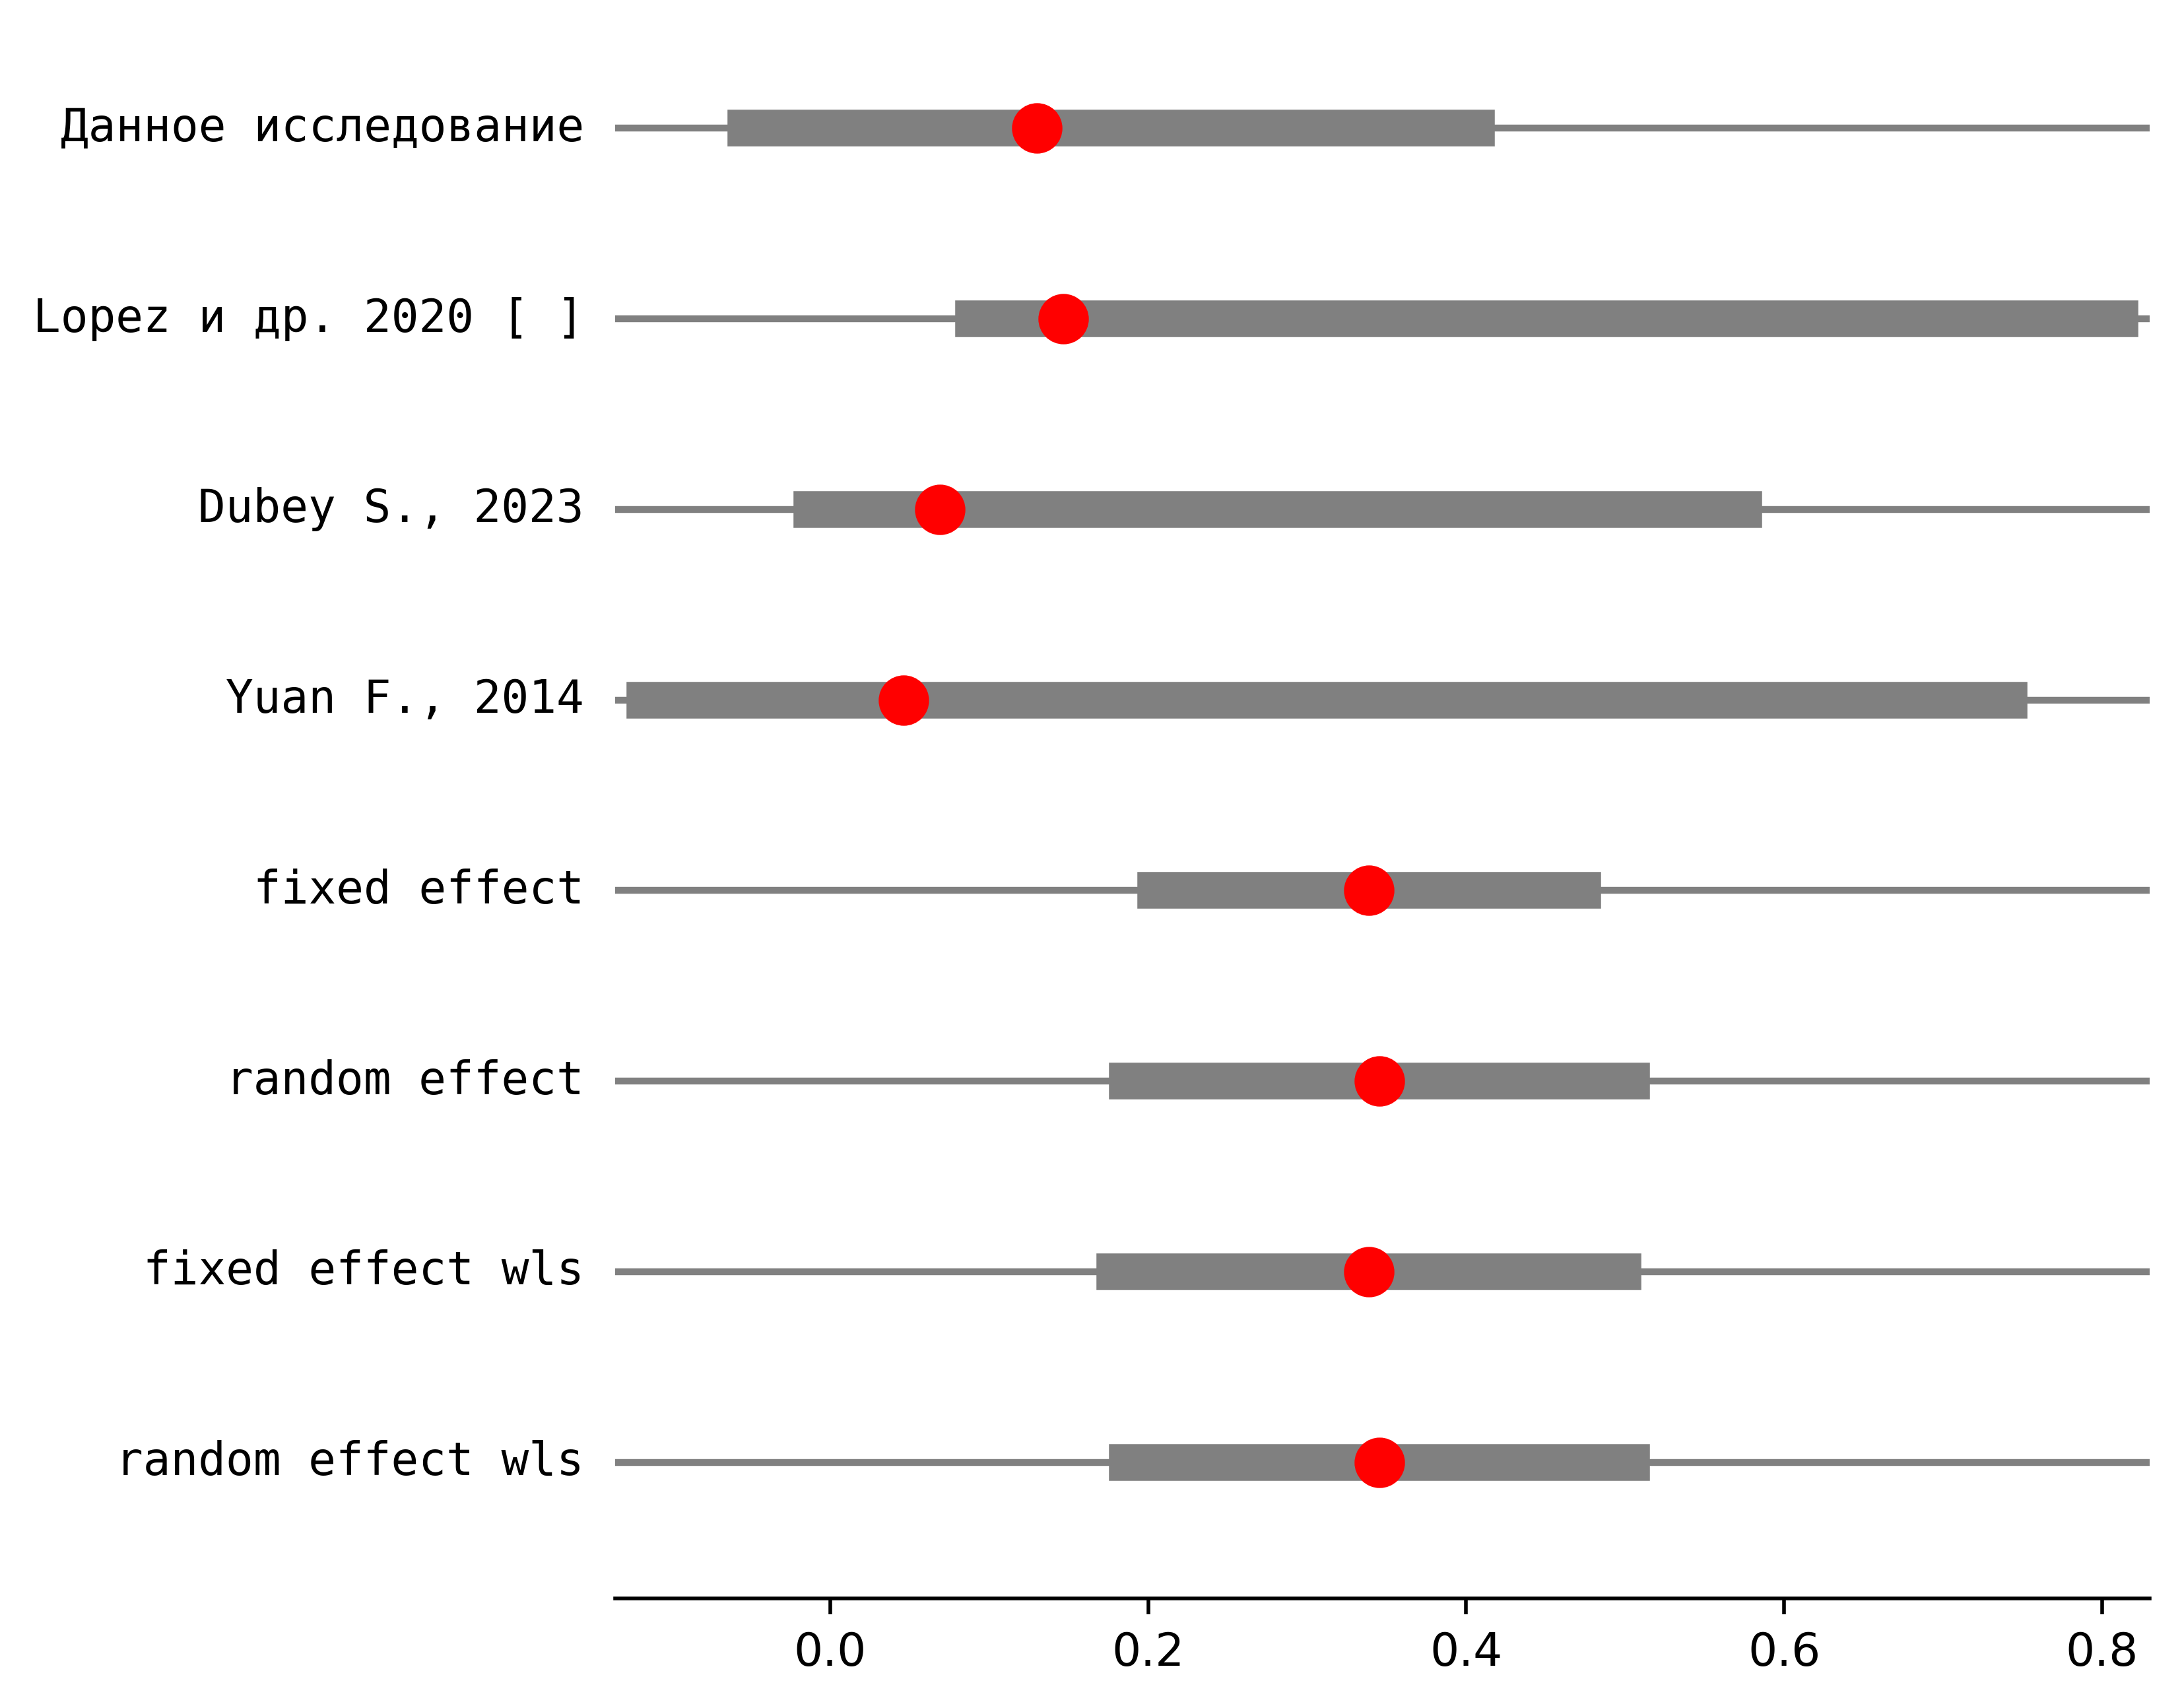 Данное исследование
Lopez и др. 2020 [ ]
Dubey S., 2023
Yuan F., 2014
fixed effect
random effect
fixed effect wls
random effect wls
0.0 0.2 0.4 0.6 0.8